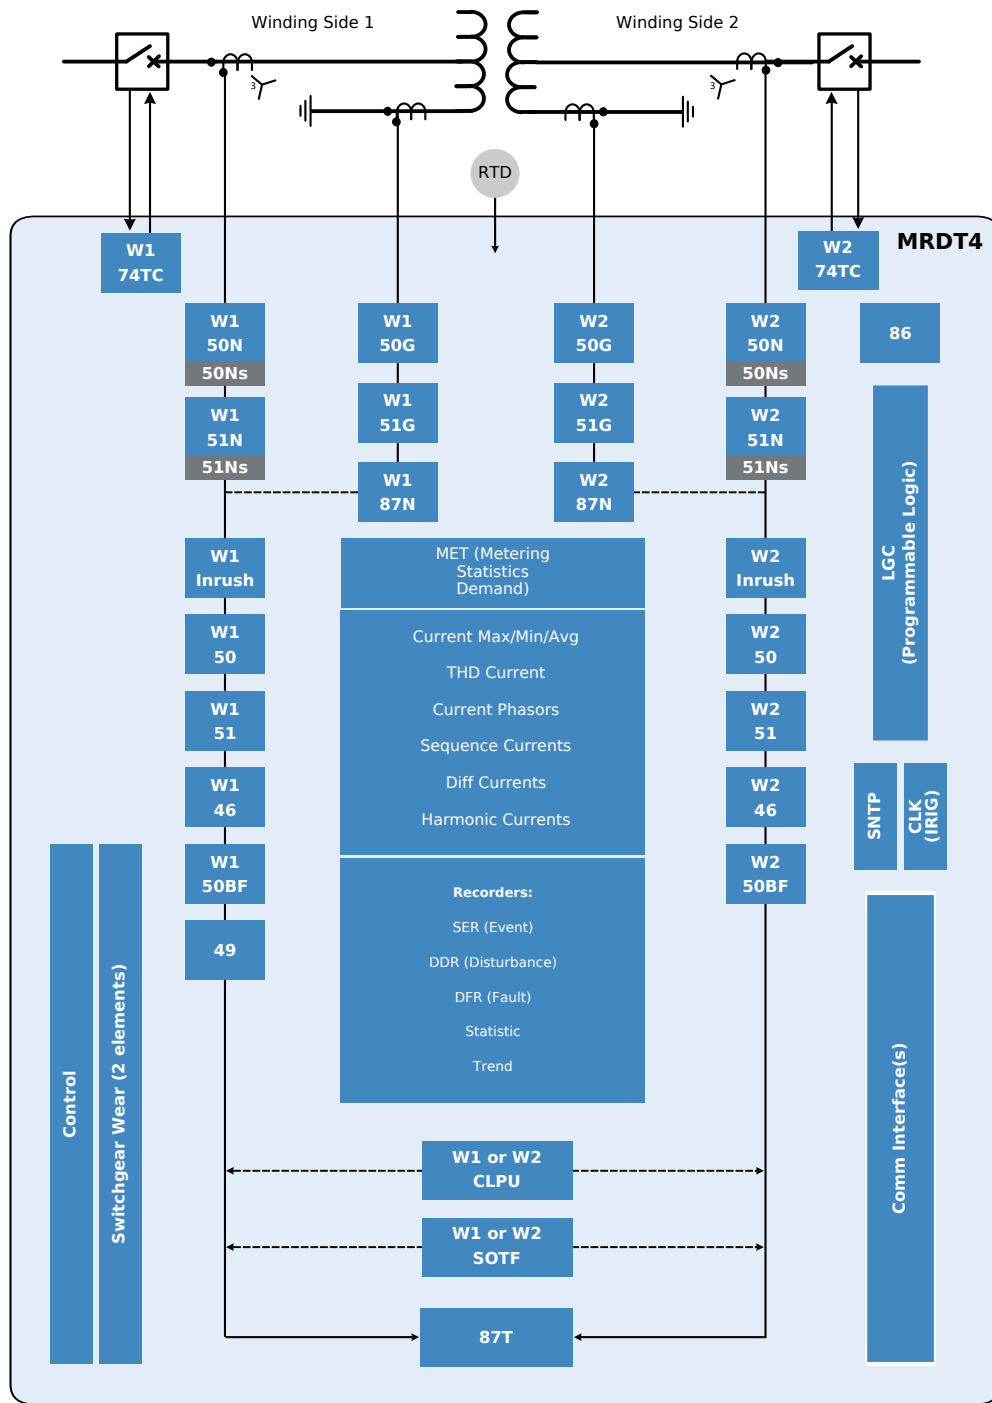 Winding Side 1
Winding Side 2
3
3
RTD
MRDT4
W1
74TC
W2
74TC
W1
50N
50Ns
W1
50G
W2
50G
W2
50N
50Ns
86
W1
51N
51Ns
W1
51G
W2
51G
W2
51N
51Ns
W1
87N
W2
87N
LGC
(Programmable Logic)
W1
Inrush
MET (Metering
Statistics
Demand)
W2
Inrush
W1
50
W2
50
Current Max/Min/Avg
THD Current
Current Phasors
Sequence Currents
Diff Currents
Harmonic Currents
W1
51
W2
51
W1
46
W2
46
SNTP
CLK
(IRIG)
W1
50BF
W2
50BF
49
Recorders:
SER (Event)
DDR (Disturbance)
DFR (Fault)
Statistic
Trend
Control
Switchgear Wear (2 elements)
Comm Interface(s)
W1 or W2
CLPU
W1 or W2
SOTF
87T